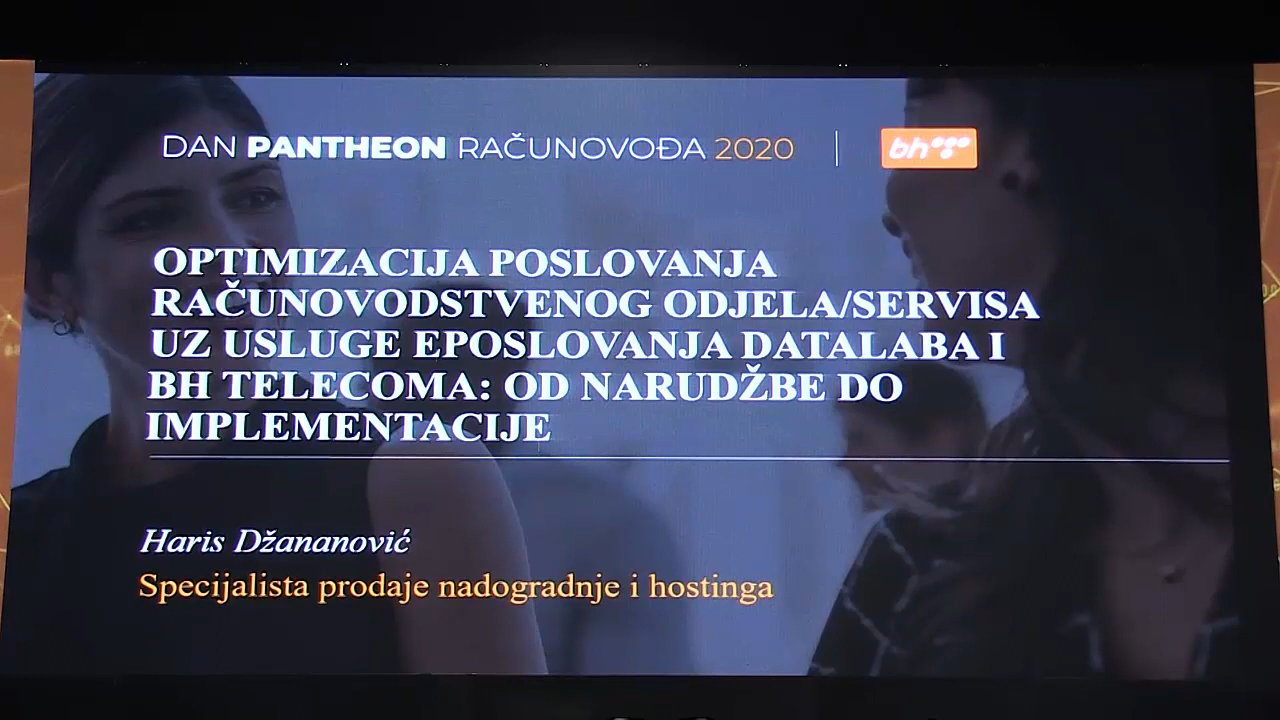 DAN PANTHEON RAČUNOVOĐA 2020
bh
OPTIMIZACIJA POSLOVANJA
RAČUNOVODSTVENOG ODJELA/SERVISA
UZ USLUGE EPOSLOVANJA DATALABA I
BH TELECOMA: OD NARUDŽBE DO
IMPLEMENTACIJE
Haris Džananović
Specijalista prodaje nadogradnje i hostinga